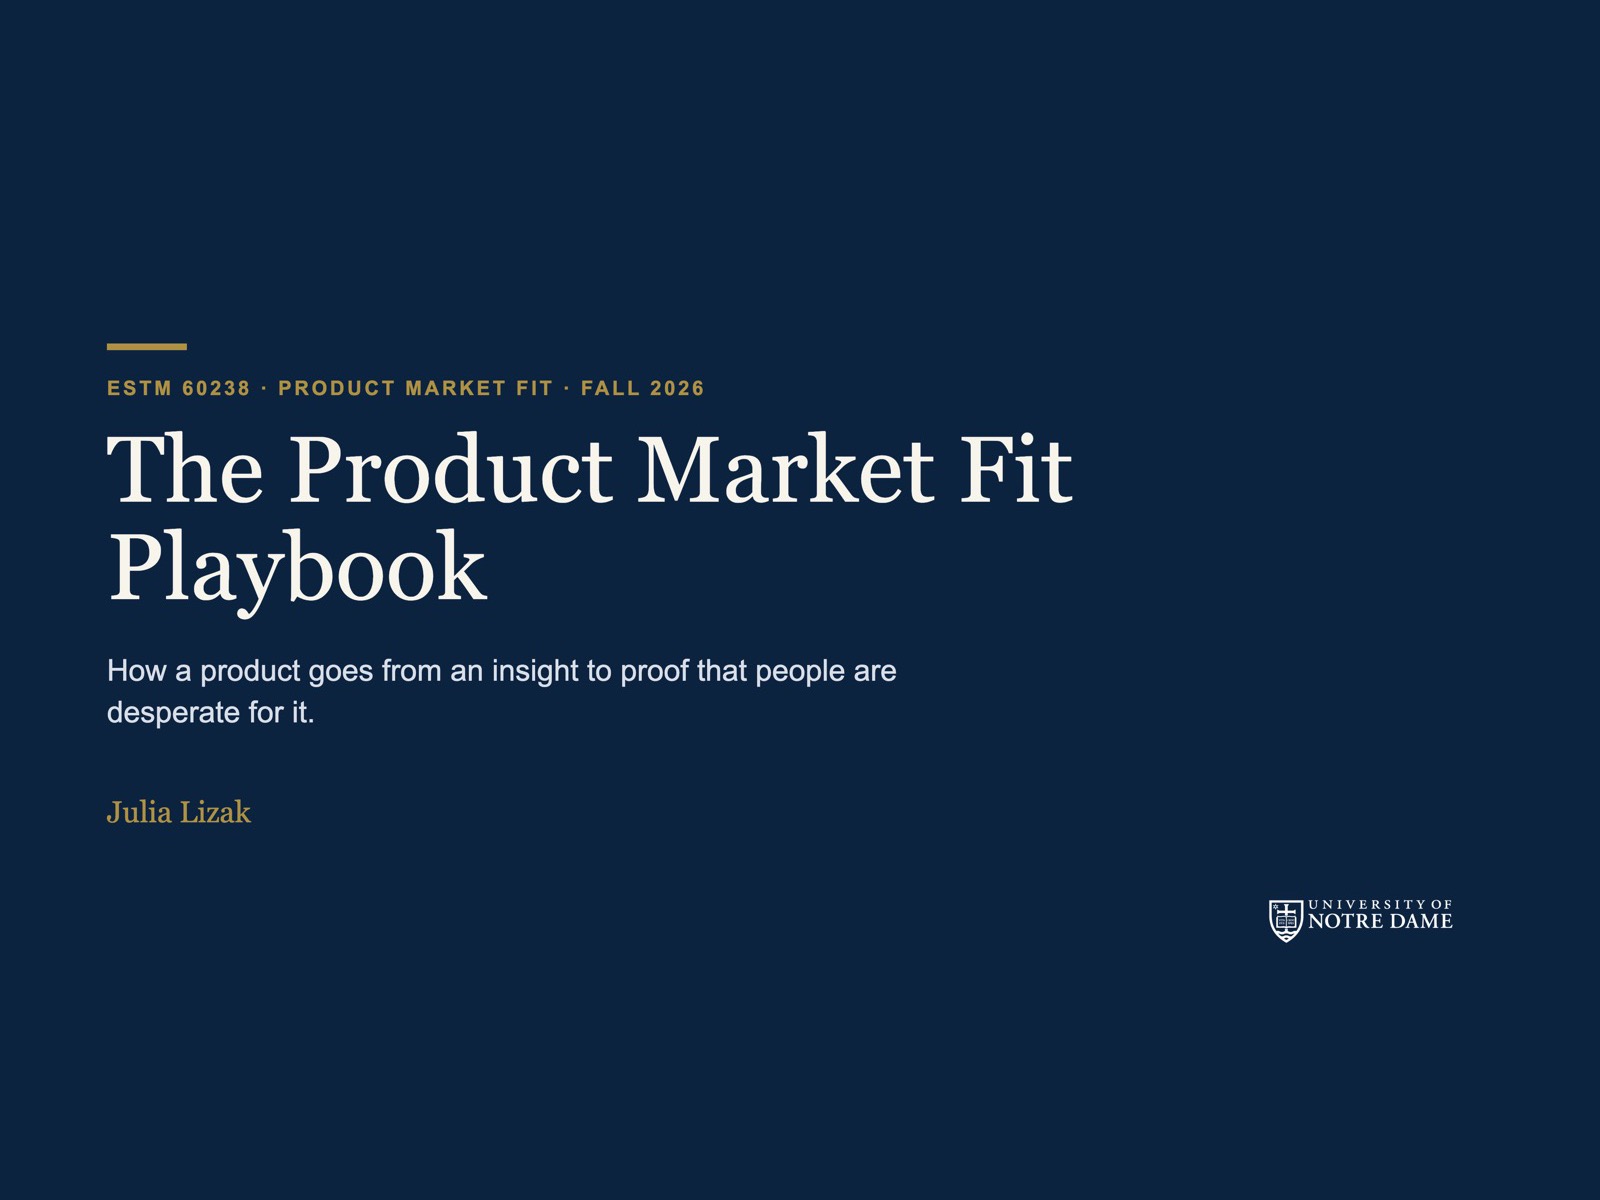 ESTM 60238 · PRODUCT MARKET FIT · FALL 2026
The Product Market Fit
Playbook
How a product goes from an insight to proof that people are
desperate for it.
Julia Lizak
UNIVERSITY OF
NOTRE DAME